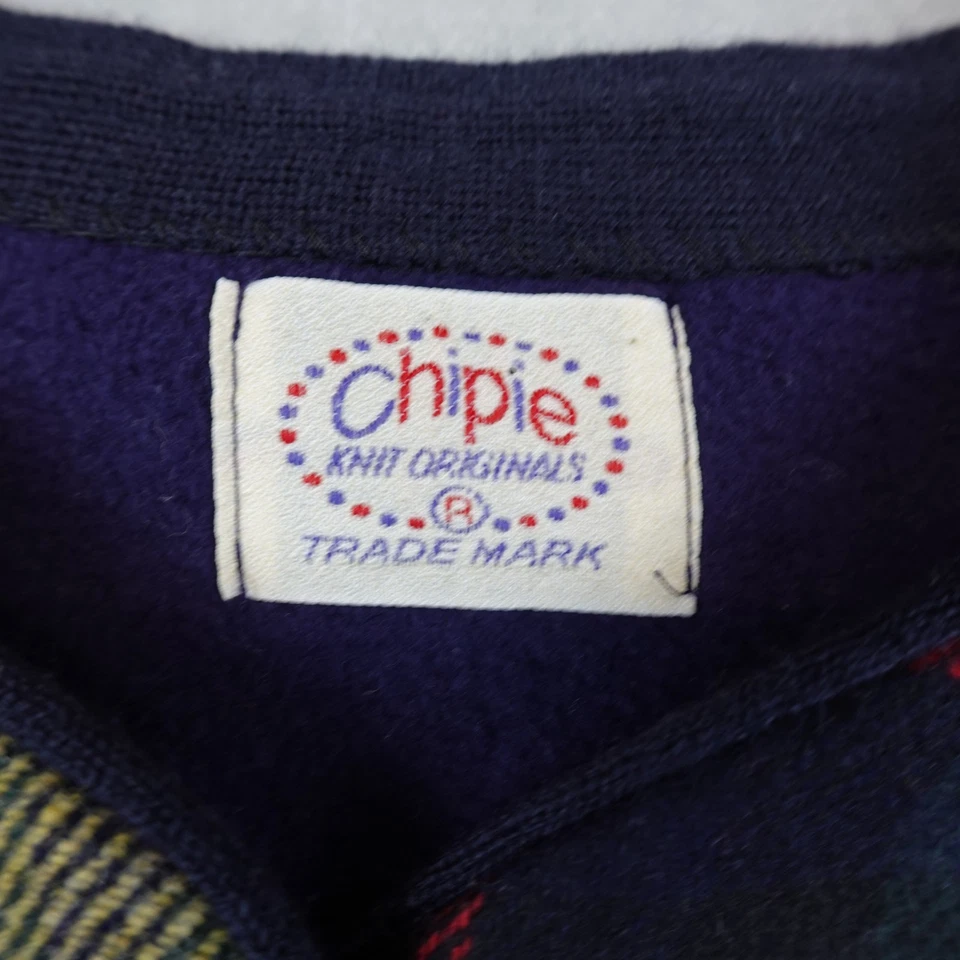 Chipie
KNIT ORIGINALS
®
TRADE MARK